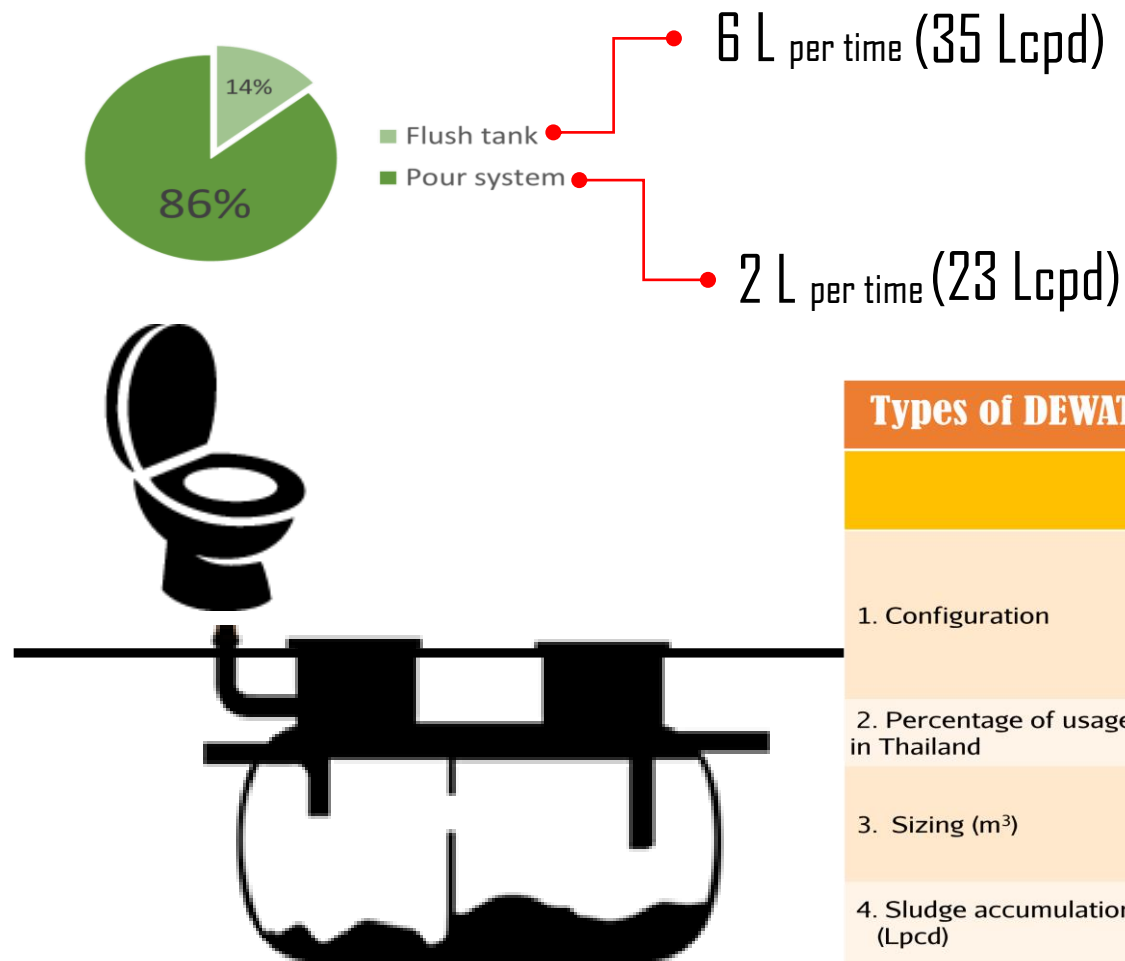 6 L per time (35 Lcpd)
14%
Flush tank
Pour system
86%
2 L per time (23 Lcpd)
Types of DEWAT
1. Configuration
2. Percentage of usage
in Thailand
3. Sizing (m³)
4. Sludge accumulation
(Lpcd)